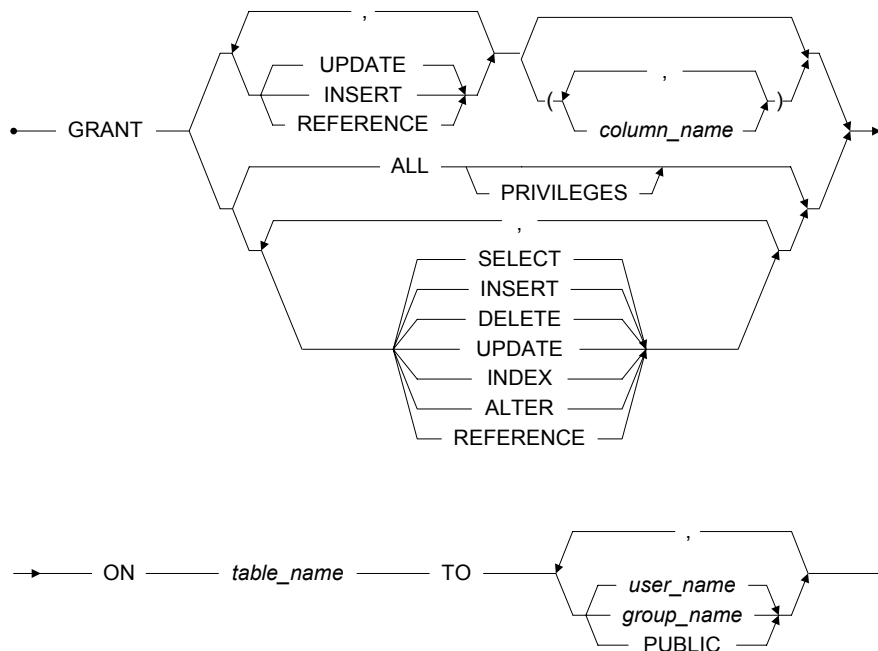 ,
UPDATE
INSERT
REFERENCE
( , )
column_name
GRANT
ALL
PRIVILEGES
,
SELECT
INSERT
DELETE
UPDATE
INDEX
ALTER
REFERENCE
,
ON table_name TO
user_name
group_name
PUBLIC